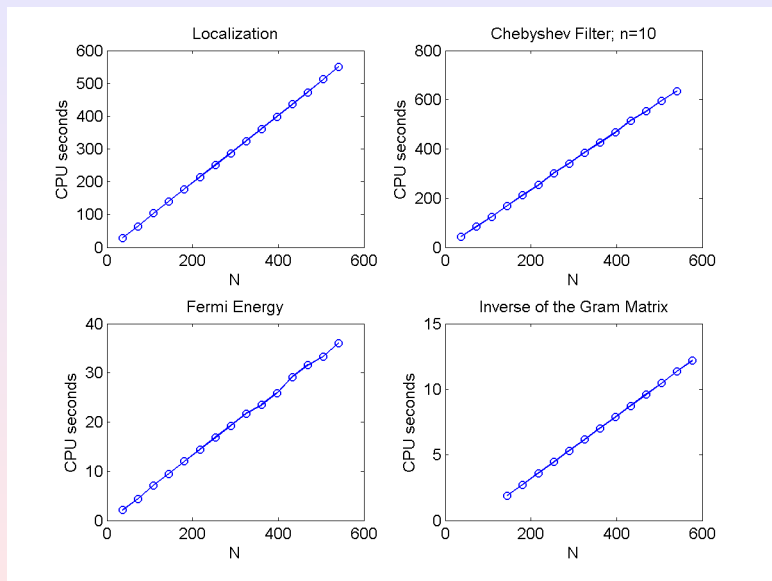 Localization
600
500
400
300
200
100
0
CPU seconds
0 200 400 600
N
Chebyshev Filter; n=10
800
600
400
200
0
CPU seconds
0 200 400 600
N
Fermi Energy
40
30
20
10
0
CPU seconds
0 200 400 600
N
Inverse of the Gram Matrix
15
10
5
0
CPU seconds
0 200 400 600
N